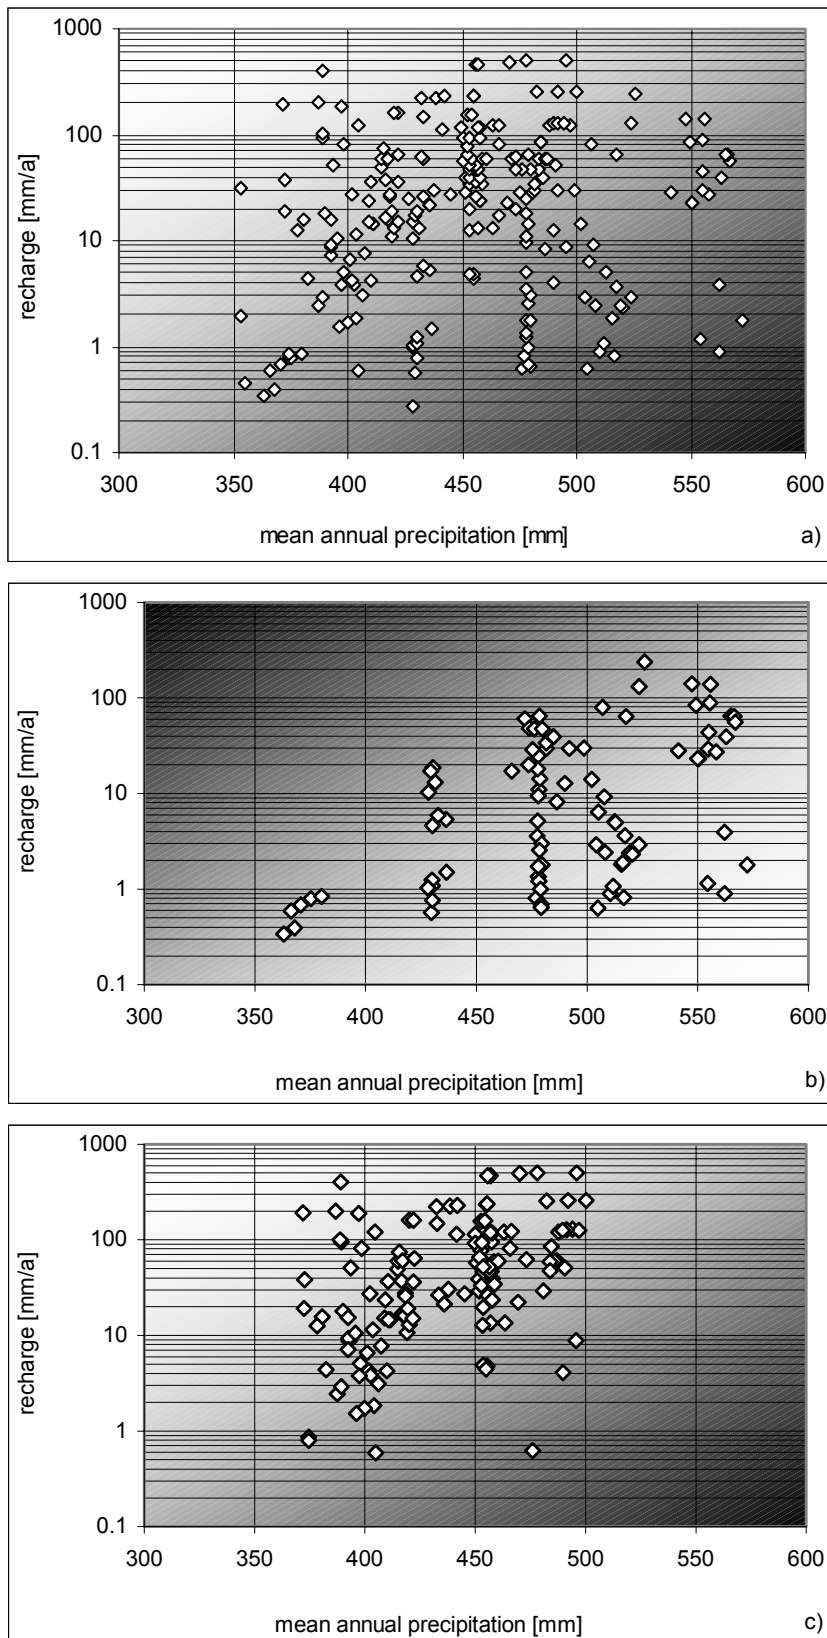 1000
100
10
1
0.1
recharge [mm/a]
300 350 400 450 500 550 600
mean annual precipitation [mm]
a)
1000
100
10
1
0.1
recharge [mm/a]
300 350 400 450 500 550 600
mean annual precipitation [mm]
b)
1000
100
10
1
0.1
recharge [mm/a]
300 350 400 450 500 550 600
mean annual precipitation [mm]
c)